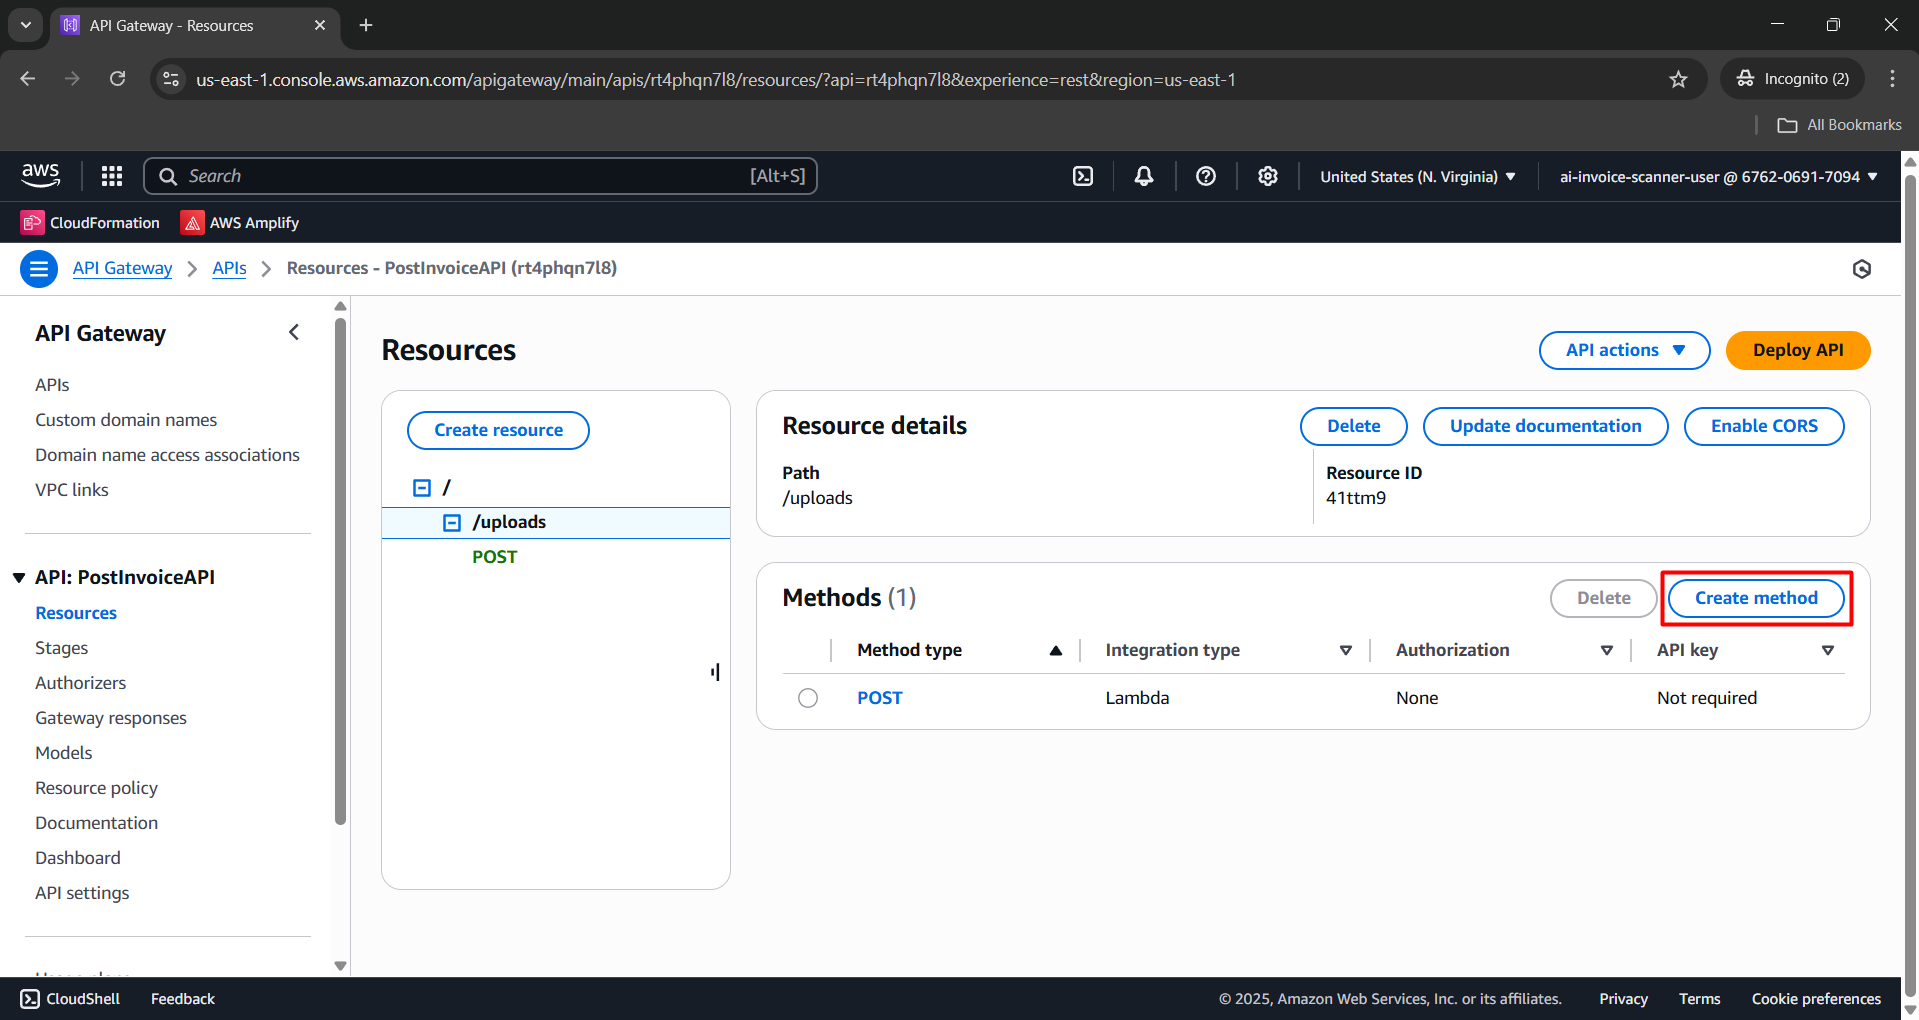 API Gateway - Resources
us-east-1.console.aws.amazon.com/apigateway/main/apis/rt4phqn7l8/resources/?api=rt4phqn7l8&experience=rest&region=us-east-1
Incognito (2)
All Bookmarks
aws
Search
[Alt+S]
United States (N. Virginia)
ai-invoice-scanner-user @ 6762-0691-7094
CloudFormation
AWS Amplify
API Gateway
APIs
Resources - PostInvoiceAPI (rt4phqn7l8)
API Gateway
APIs
Custom domain names
Domain name access associations
VPC links
API: PostInvoiceAPI
Resources
Stages
Authorizers
Gateway responses
Models
Resource policy
Documentation
Dashboard
API settings
Resources
API actions
Deploy API
Create resource
/
/uploads
POST
Resource details
Delete
Update documentation
Enable CORS
Path
/uploads
Resource ID
41ttm9
Methods (1)
Delete
Create method
Method type
Integration type
Authorization
API key
POST
Lambda
None
Not required
CloudShell
Feedback
© 2025, Amazon Web Services, Inc. or its affiliates.
Privacy
Terms
Cookie preferences